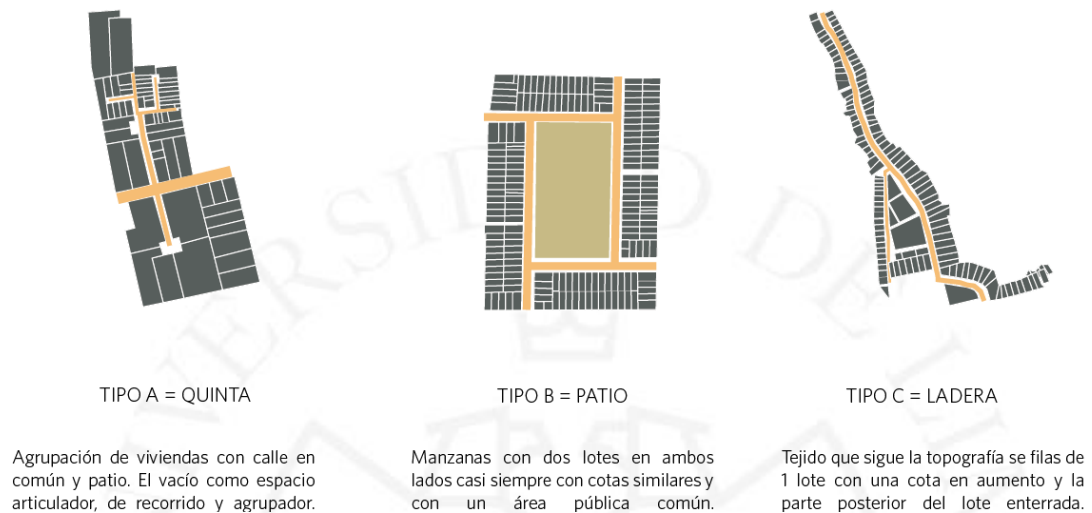 TIPO A = QUINTA
Agrupación de viviendas con calle en
común y patio. El vacío como espacio
articulador, de recorrido y agrupador.
TIPO B = PATIO
Manzanas con dos lotes en ambos
lados casi siempre con cotas similares y
con un área pública común.
TIPO C = LADERA
Tejido que sigue la topografía se filas de
1 lote con una cota en aumento y la
parte posterior del lote enterrada.